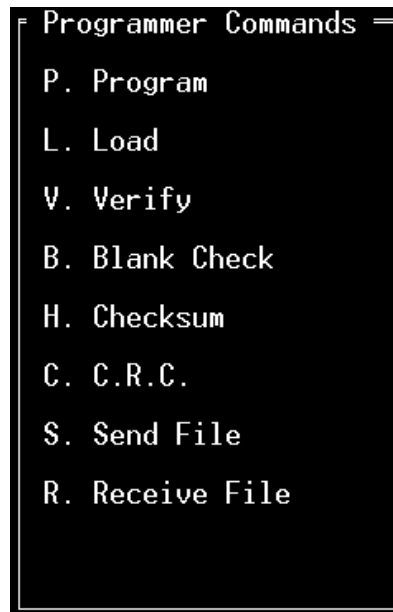 Programmer Commands
P. Program
L. Load
V. Verify
B. Blank Check
H. Checksum
C. C.R.C.
S. Send File
R. Receive File